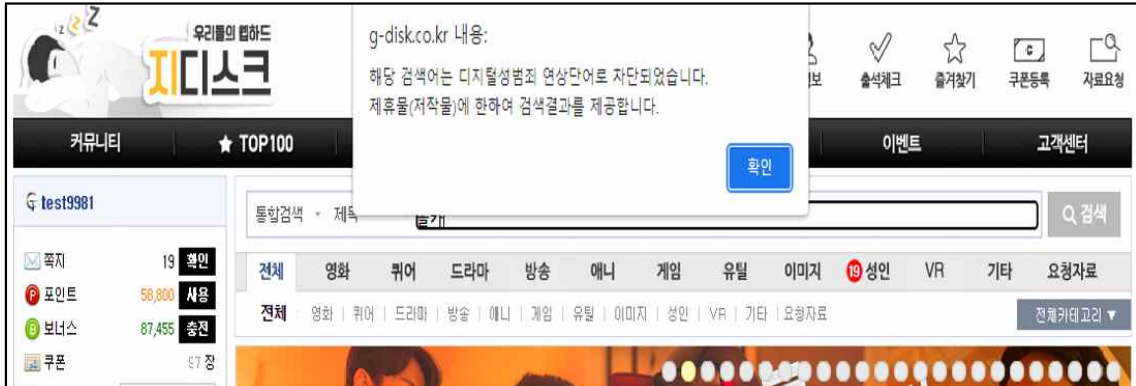 z z Z
우리들의 웹하드
지디스크
g-disk.co.kr 내용:
해당 검색어는 디지털성범죄 연상단어로 차단되었습니다.
제휴물(저작물)에 한하여 검색결과를 제공합니다.
확인
출석체크 즐겨찾기 쿠폰등록 자료요청
커뮤니티 ★ TOP100 이벤트 고객센터
test9981
통합검색 제목 검색
쪽지 19 확인
포인트 58,800 사용
보너스 87,455 충전
쿠폰 97 장
전체 영화 퀴어 드라마 방송 애니 게임 유틸 이미지 19 성인 VR 기타 요청자료
전체 영화 | 퀴어 | 드라마 | 방송 | 애니 | 게임 | 유틸 | 이미지 | 성인 | VR | 기타 | 요청자료
전체카테고리 ▼